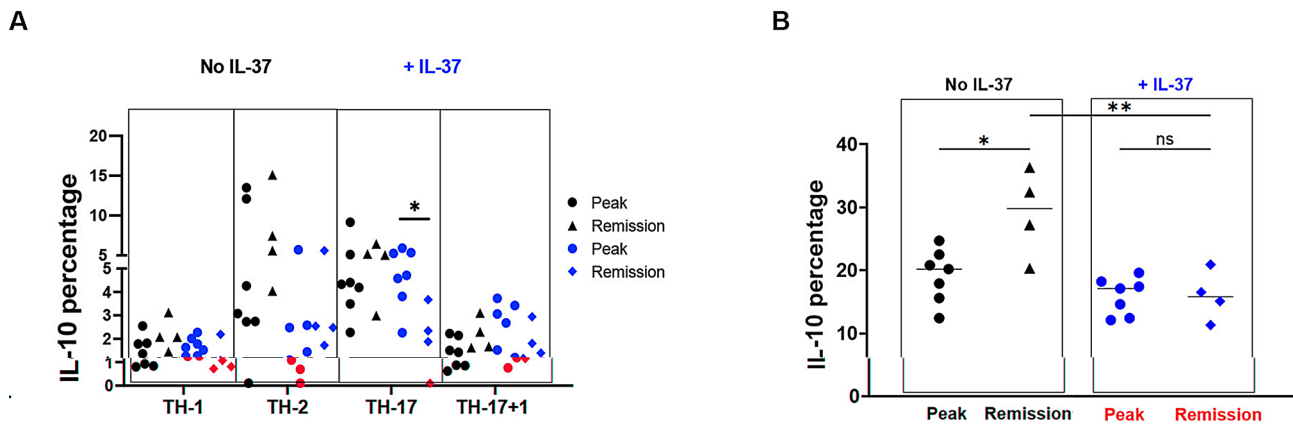 A
B
No IL-37
+ IL-37
IL-10 percentage
20
15
10
5
5
4
3
2
1
0
*
TH-1
TH-2
TH-17
TH-17+1
Peak
Remission
Peak
Remission
No IL-37
+ IL-37
IL-10 percentage
40
30
20
10
0
*
**
ns
Peak
Remission
Peak
Remission